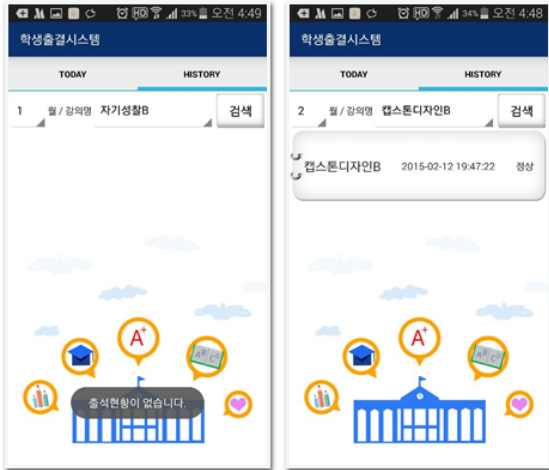 33% 오전 4:49
학생출결시스템
TODAY HISTORY
1 월 / 강의명 자기성찰B 검색
A+
A B C D
출석현황이 없습니다.
34% 오전 4:48
학생출결시스템
TODAY HISTORY
2 월 / 강의명 캡스톤디자인B 검색
캡스톤디자인B 2015-02-12 19:47:22 정상
A+
A B C D